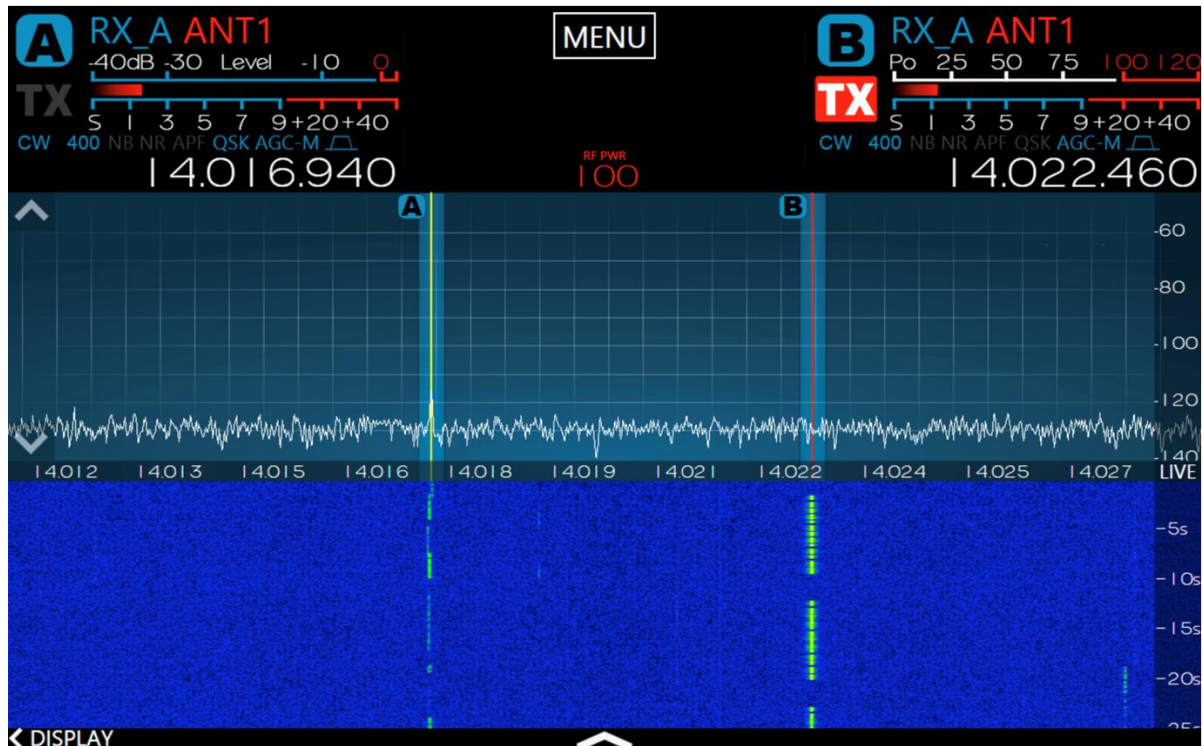 A RX_A ANT1
-40dB -30 Level -10 0
TX
S 1 3 5 7 9+20+40
CW 400 NB NR APF QSK AGC-M
14.016.940
MENU
RF PWR
100
B RX_A ANT1
Po 25 50 75 100 120
TX
S 1 3 5 7 9+20+40
CW 400 NB NR APF QSK AGC-M
14.022.460
A B
-60
-80
-100
-120
-140
14.012 14.013 14.015 14.016 14.018 14.019 14.021 14.022 14.024 14.025 14.027 LIVE
-5s
-10s
-15s
-20s
-25s
DISPLAY